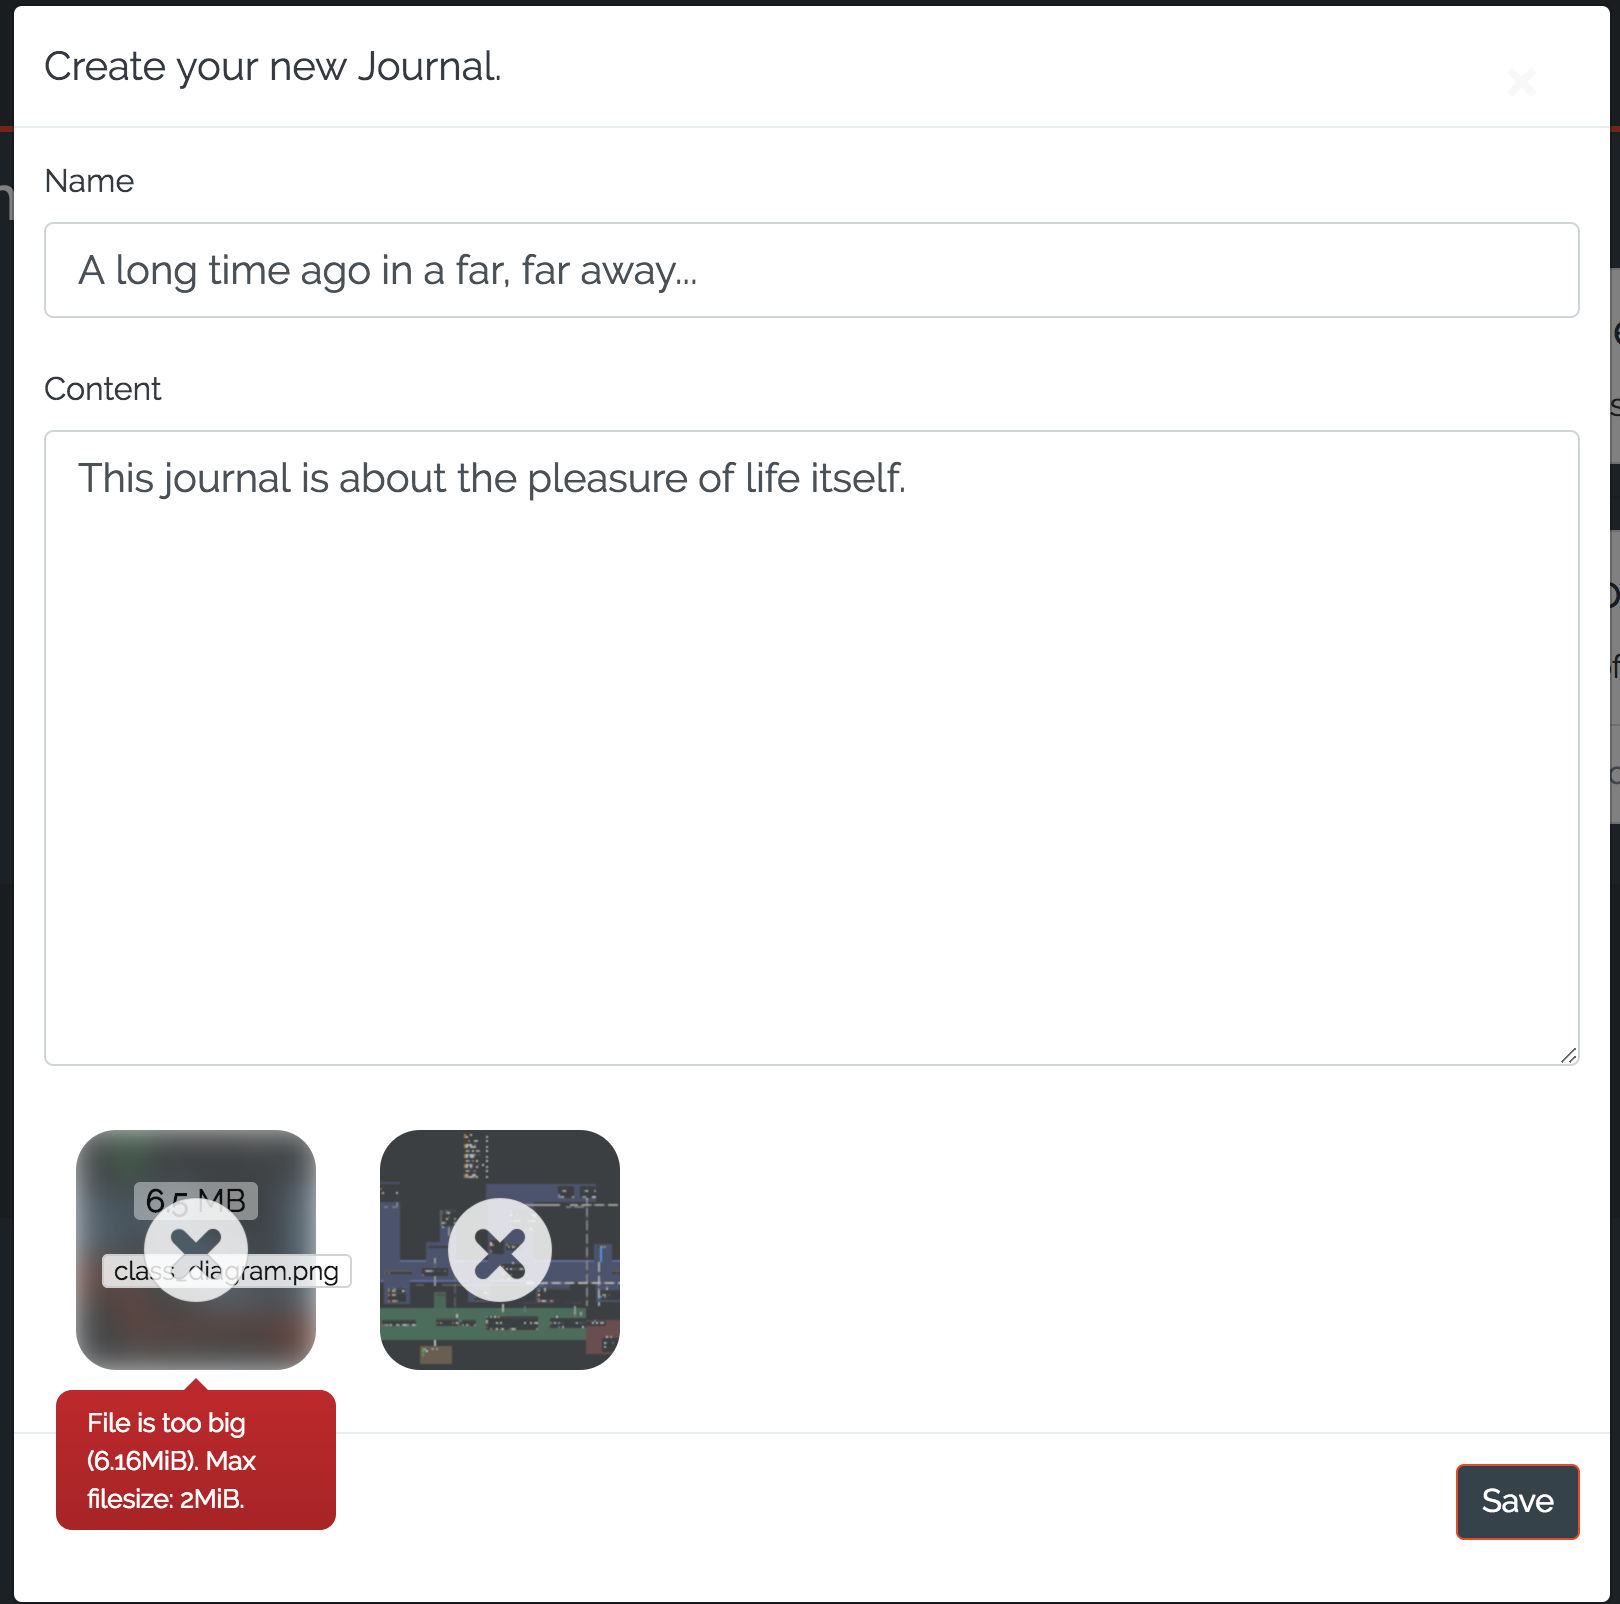 Create your new Journal.
Name
A long time ago in a far, far away...
Content
This journal is about the pleasure of life itself.
6.5 MB
class_diagram.png
File is too big
(6.16MiB). Max
filesize: 2MiB.
Save